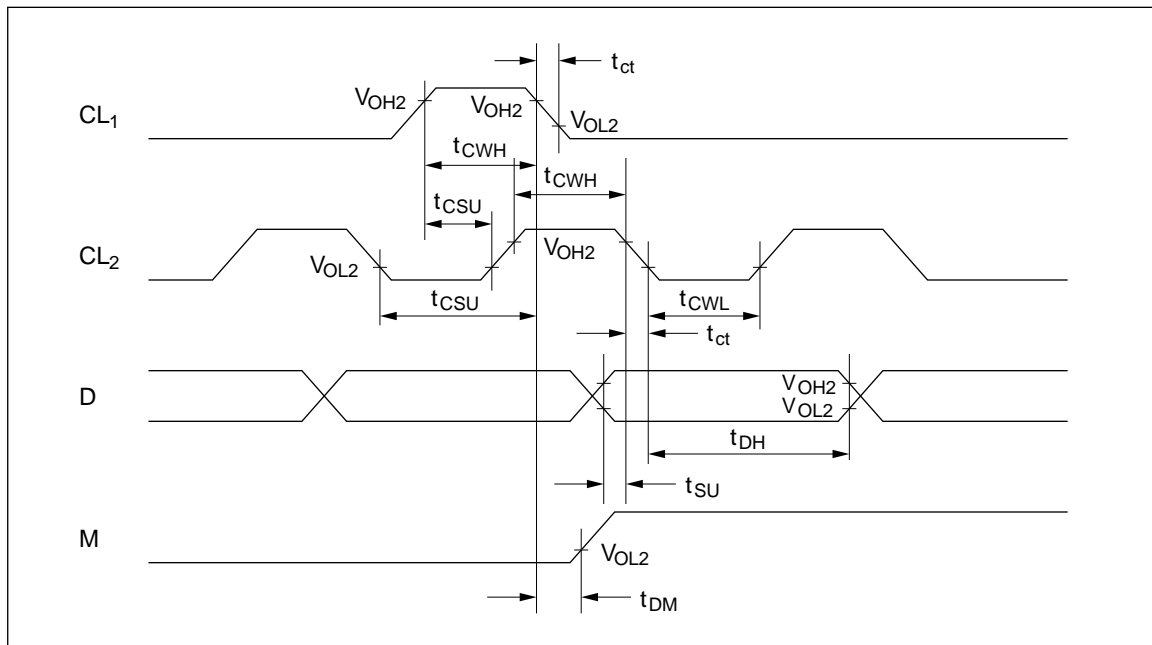 t_ct
V_OH2 V_OH2
CL_1 V_OL2
t_CWH
t_CWH
t_CSU
CL_2 V_OL2 V_OH2
t_CSU t_CWL
t_ct
D V_OH2
V_OL2
t_DH
t_SU
M V_OL2
t_DM